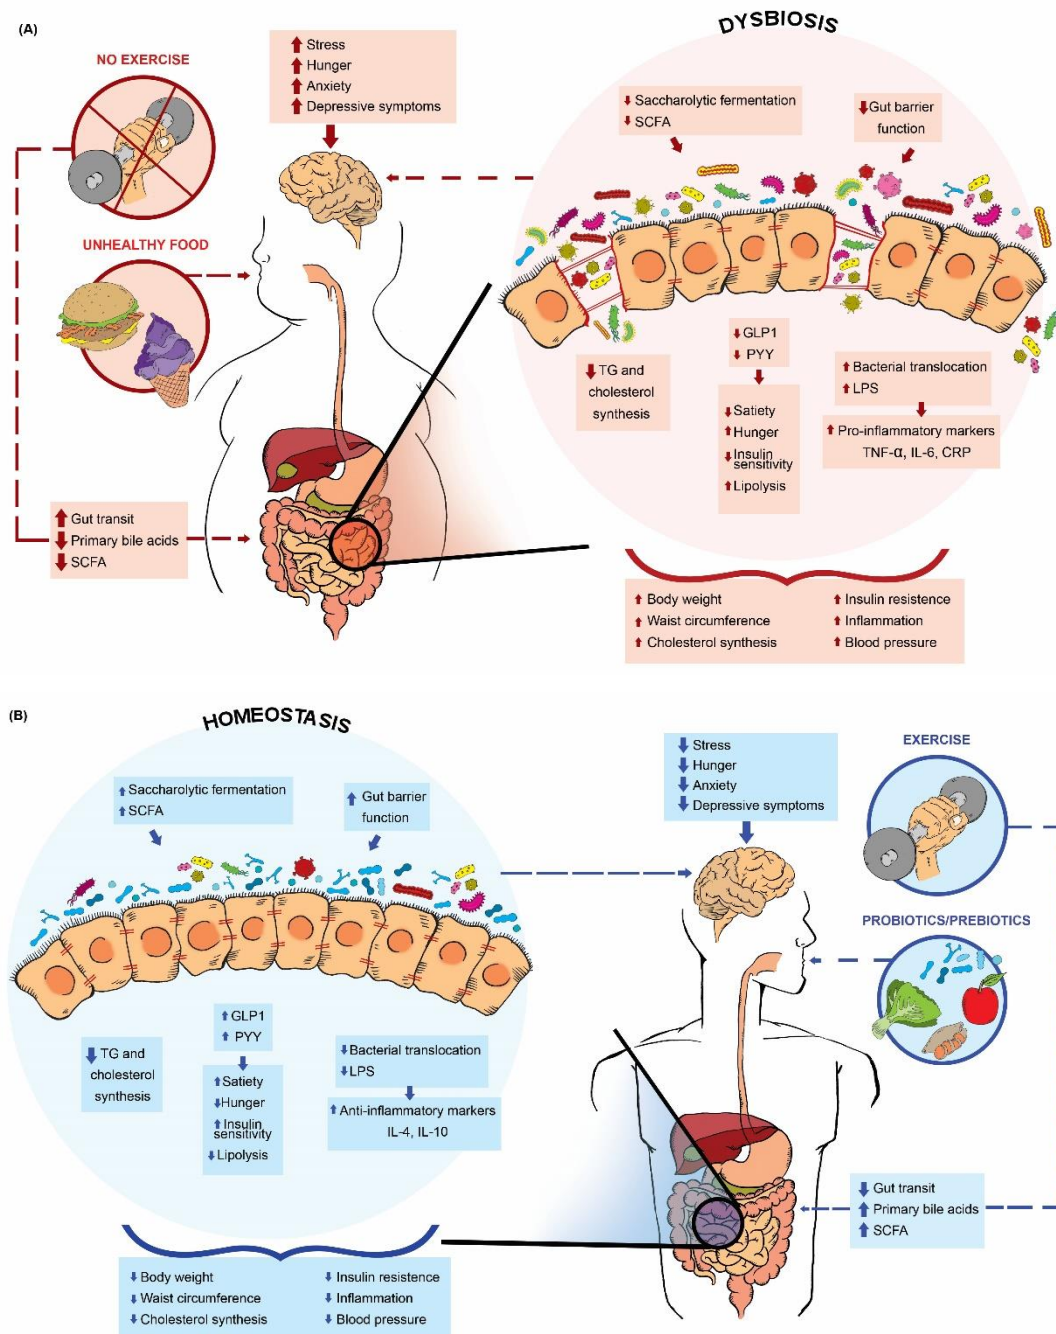 (A)
DYSBIOSIS
NO EXERCISE
Stress
Hunger
Anxiety
Depressive symptoms
Saccharolytic fermentation
SCFA
Gut barrier
function
UNHEALTHY FOOD
GLP1
PYY
TG and
cholesterol
synthesis
Bacterial translocation
LPS
Satiety
Hunger
Insulin
sensitivity
Lipolysis
Pro-inflammatory markers
TNF-α, IL-6, CRP
Gut transit
Primary bile acids
SCFA
Body weight
Waist circumference
Cholesterol synthesis
Insulin resistence
Inflammation
Blood pressure
(B)
HOMEOSTASIS
Saccharolytic fermentation
SCFA
Gut barrier
function
Stress
Hunger
Anxiety
Depressive symptoms
EXERCISE
PROBIOTICS/PREBIOTICS
GLP1
PYY
TG and
cholesterol
synthesis
Bacterial translocation
LPS
Satiety
Hunger
Insulin
sensitivity
Lipolysis
Anti-inflammatory markers
IL-4, IL-10
Gut transit
Primary bile acids
SCFA
Body weight
Waist circumference
Cholesterol synthesis
Insulin resistence
Inflammation
Blood pressure